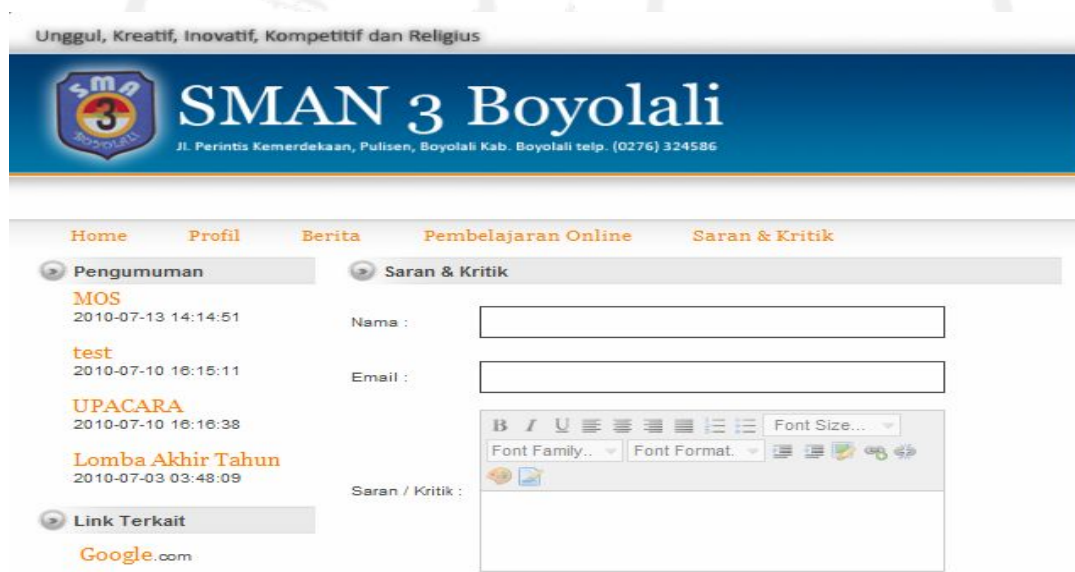 Unggul, Kreatif, Inovatif, Kompetitif dan Religius
SMA
3
BOYOLALI
SMAN 3 Boyolali
Jl. Perintis Kemerdekaan, Pulisen, Boyolali Kab. Boyolali telp. (0276) 324586
Home Profil Berita Pembelajaran Online Saran & Kritik
Pengumuman
MOS
2010-07-13 14:14:51
test
2010-07-10 16:15:11
UPACARA
2010-07-10 16:16:38
Lomba Akhir Tahun
2010-07-03 03:48:09
Link Terkait
Google.com
Saran & Kritik
Nama :
Email :
Saran / Kritik :
B I U Font Size...
Font Family.. Font Format.